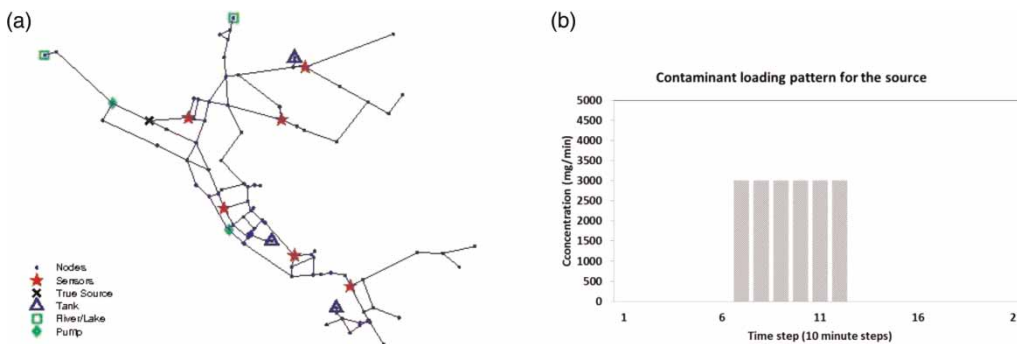 (a)
Nodes
Sensors
True Source
Tank
River/Lake
Pump
(b)
Contaminant loading pattern for the source
Cconcentration (mg/min)
5000
4500
4000
3500
3000
2500
2000
1500
1000
500
0
1 6 11 16
Time step (10 minute steps)